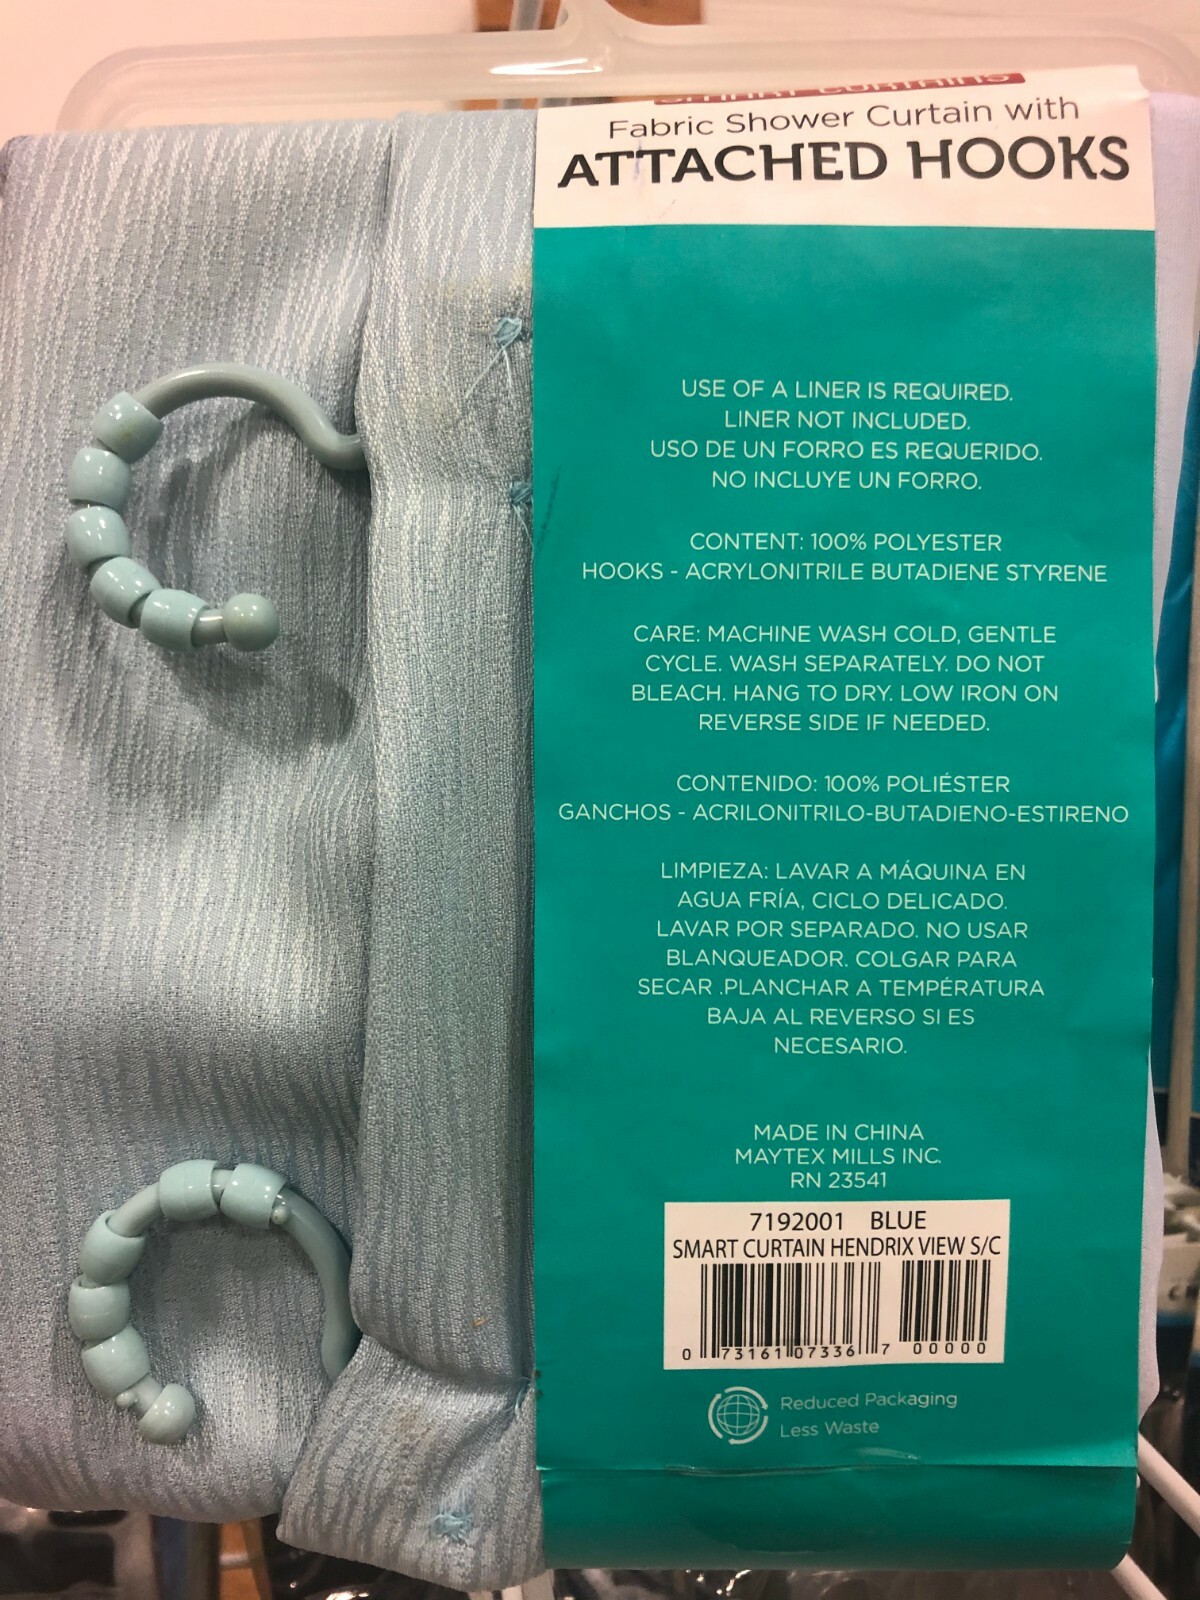 SMART CURTAINS
Fabric Shower Curtain with
ATTACHED HOOKS
USE OF A LINER IS REQUIRED.
LINER NOT INCLUDED.
USO DE UN FORRO ES REQUERIDO.
NO INCLUYE UN FORRO.
CONTENT: 100% POLYESTER
HOOKS - ACRYLONITRILE BUTADIENE STYRENE
CARE: MACHINE WASH COLD, GENTLE
CYCLE. WASH SEPARATELY. DO NOT
BLEACH. HANG TO DRY. LOW IRON ON
REVERSE SIDE IF NEEDED.
CONTENIDO: 100% POLIÉSTER
GANCHOS - ACRILONITRILO-BUTADIENO-ESTIRENO
LIMPIEZA: LAVAR A MÁQUINA EN
AGUA FRÍA, CICLO DELICADO.
LAVAR POR SEPARADO. NO USAR
BLANQUEADOR. COLGAR PARA
SECAR .PLANCHAR A TEMPÉRATURA
BAJA AL REVERSO SI ES
NECESARIO.
MADE IN CHINA
MAYTEX MILLS INC.
RN 23541
7192001 BLUE
SMART CURTAIN HENDRIX VIEW S/C
0 73161 07336 7 00000
Reduced Packaging
Less Waste